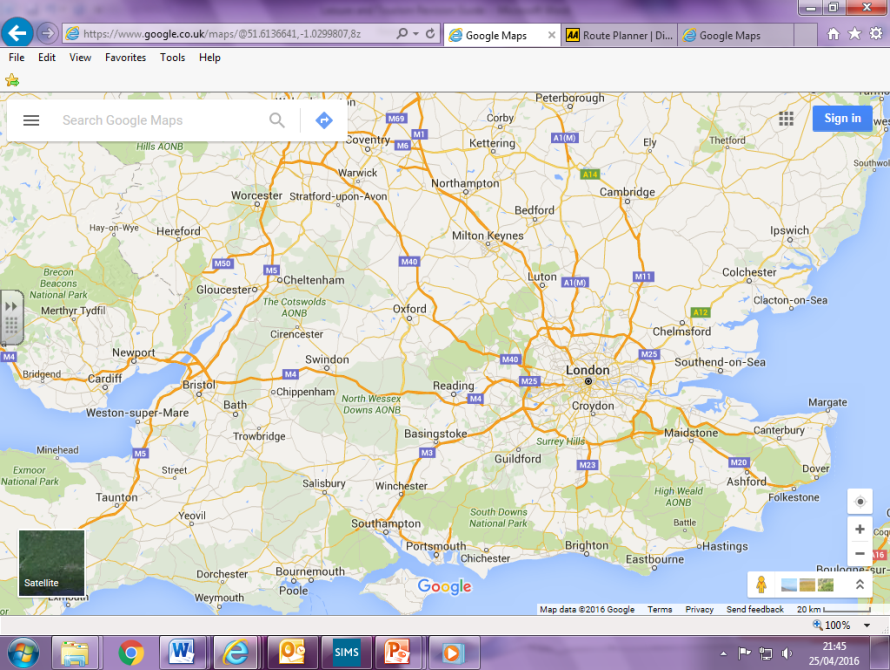 https://www.google.co.uk/maps/@51.6136641,-1.0299807,8z
Google Maps
Route Planner | Di...
Google Maps
File Edit View Favorites Tools Help
Search Google Maps
Sign in
Peterborough
M69
Corby
M1
Coventry
A1(M)
Ely
Thetford
M6
Kettering
Hills AONB
Southwol
Warwick
A14
Northampton
Cambridge
Worcester
Stratford-upon-Avon
Bedford
Hay-on-Wye
Hereford
Milton Keynes
Ipswich
M50
M5
M40
Brecon
Beacons
National Park
Cheltenham
Luton
A1(M)
M11
Colchester
Gloucester
The Cotswolds
AONB
Clacton-on-Sea
Merthyr Tydfil
Oxford
A12
Cirencester
Chelmsford
M4
Newport
Swindon
M40
M25
Southend-on-Sea
Bridgend
Cardiff
M4
London
Bristol
Reading
M25
Chippenham
Bath
North Wessex
Downs AONB
M4
Croydon
Margate
Weston-super-Mare
Trowbridge
Basingstoke
Surrey Hills
Maidstone
Canterbury
Minehead
M5
M3
Guildford
M23
M20
Exmoor
National Park
Street
Ashford
Dover
Salisbury
Winchester
Folkestone
Taunton
High Weald
AONB
Yeovil
South Downs
National Park
Southampton
Battle
Portsmouth
Brighton
Hastings
Chichester
Eastbourne
A16
Satellite
Dorchester
Bournemouth
Boulogne-sur-
Poole
Google
Exmouth
Weymouth
Map data ©2016 Google Terms Privacy Send feedback 20 km
100%
SIMS
21:45
25/04/2016